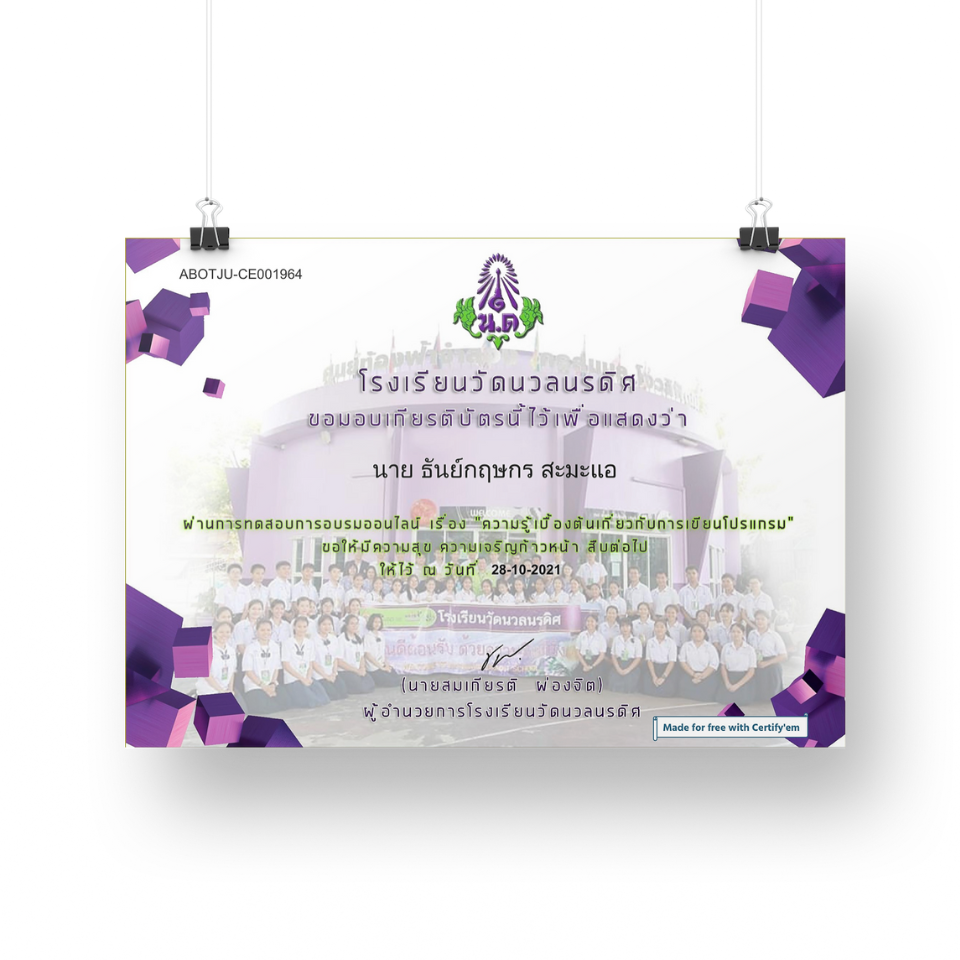 ABOTJU-CE001964
น.ด
โรงเรียนวัดนวลนรดิศ
ขอมอบเกียรติบัตรนี้ไว้เพื่อแสดงว่า
นาย ธันย์กฤษกร สะมะแอ
ผ่านการทดสอบการอบรมออนไลน์ เรื่อง "ความรู้เบื้องต้นเกี่ยวกับการเขียนโปรแกรม"
ขอให้มีความสุข ความเจริญก้าวหน้า สืบต่อไป
ให้ไว้ ณ วันที่ 28-10-2021
โรงเรียนวัดนวลนรดิศ
(นายสมเกียรติ ผ่องจิต)
ผู้อำนวยการโรงเรียนวัดนวลนรดิศ
Made for free with Certify'em